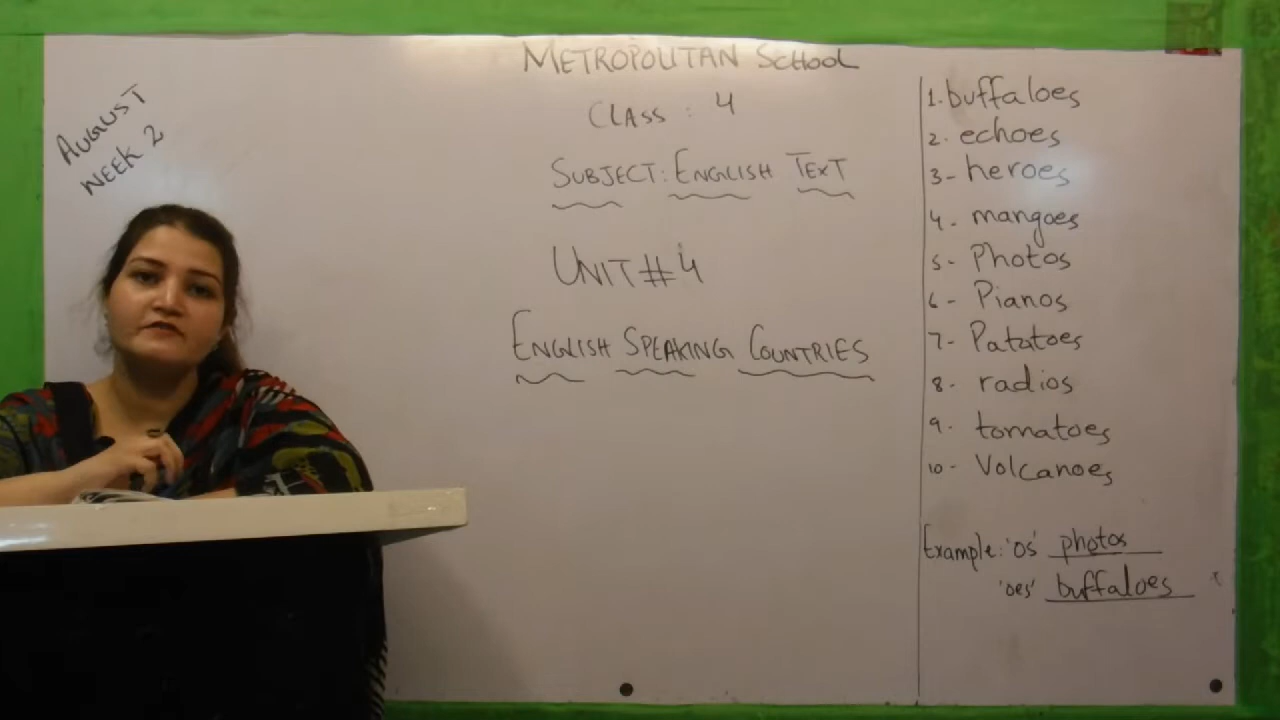 AUGUST
WEEK 2
METROPOLITAN SCHOOL
CLASS : 4
SUBJECT: ENGLISH TEXT
UNIT # 4
ENGLISH SPEAKING COUNTRIES
1. buffaloes
2. echoes
3- heroes
4. mangoes
5- Photos
6- Pianos
7- Patatoes
8- radios
9. tomatoes
10- Volcanoes
Example: 'os' photos
'oes' buffaloes